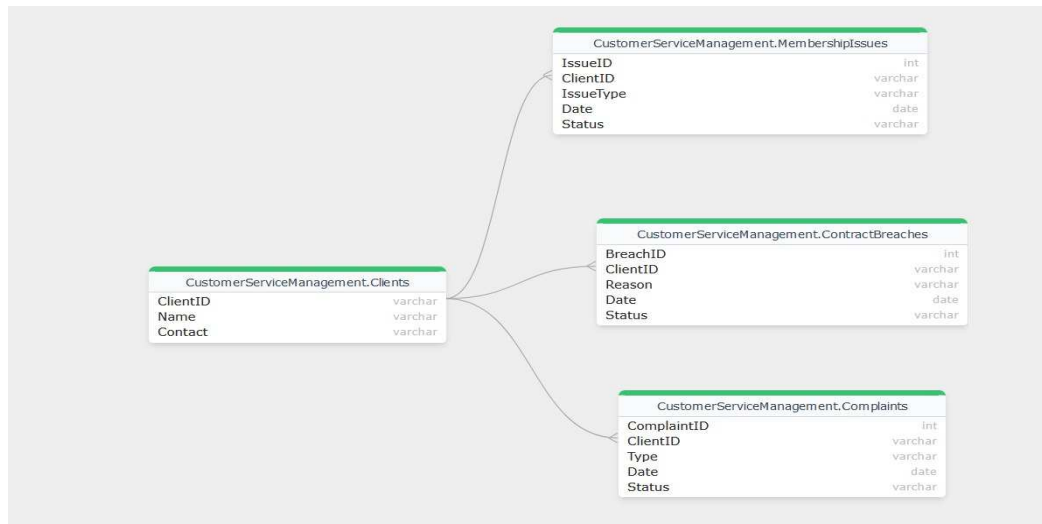 CustomerServiceManagement.MembershipIssues
IssueID int
ClientID varchar
IssueType varchar
Date date
Status varchar
CustomerServiceManagement.ContractBreaches
BreachID int
ClientID varchar
Reason varchar
Date date
Status varchar
CustomerServiceManagement.Clients
ClientID varchar
Name varchar
Contact varchar
CustomerServiceManagement.Complaints
ComplaintID int
ClientID varchar
Type varchar
Date date
Status varchar